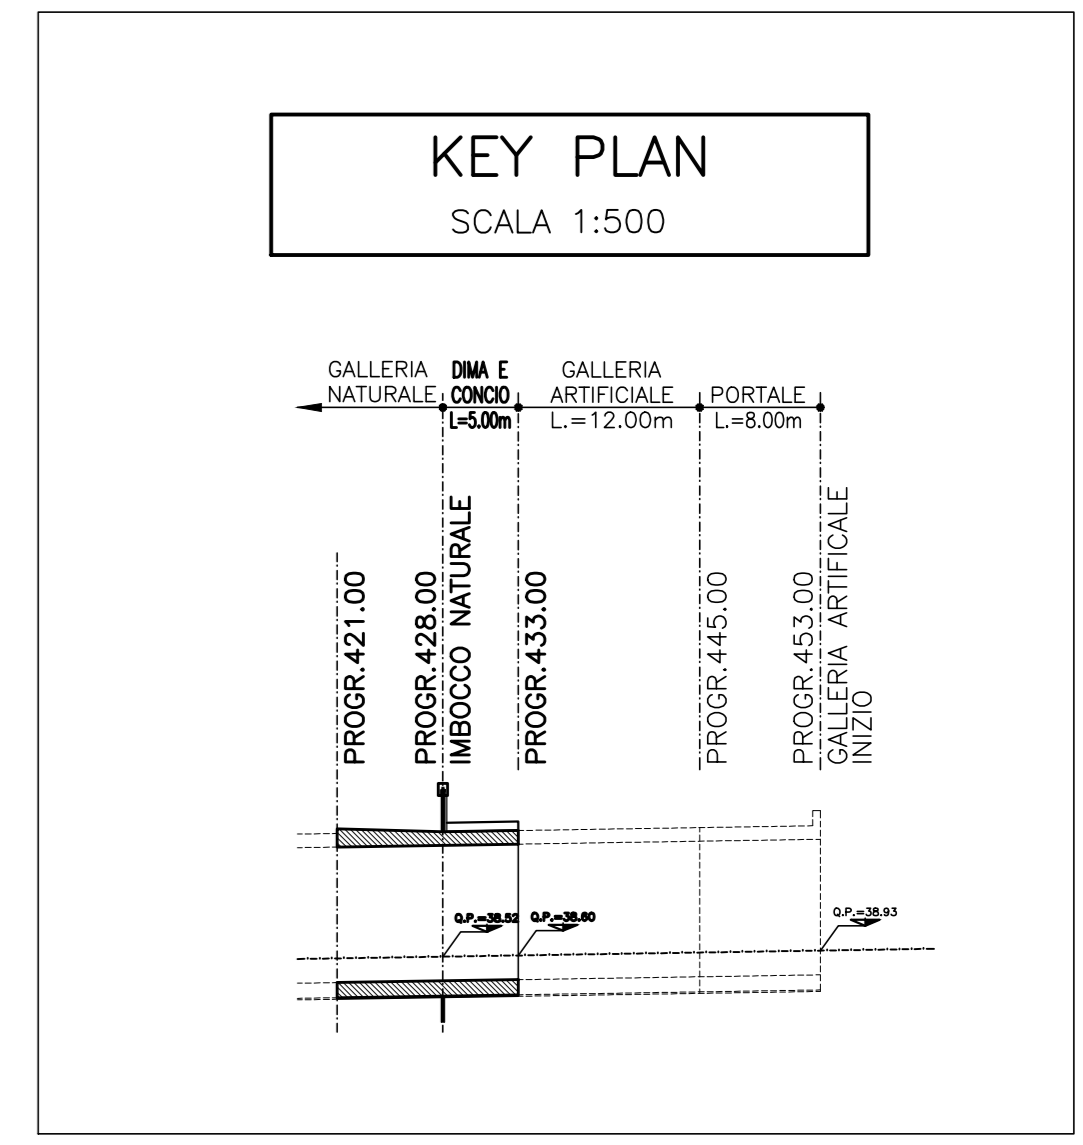 KEY PLAN
SCALA 1:500
GALLERIA
NATURALE
DIMA E
CONCIO
L=5.00m
GALLERIA
ARTIFICIALE
L.=12.00m
PORTALE
L.=8.00m
PROGR.421.00
PROGR.428.00
IMBOCCO NATURALE
PROGR.433.00
PROGR.445.00
PROGR.453.00
GALLERIA ARTIFICALE
INIZIO
Q.P.=38.52
Q.P.=38.60
Q.P.=38.93